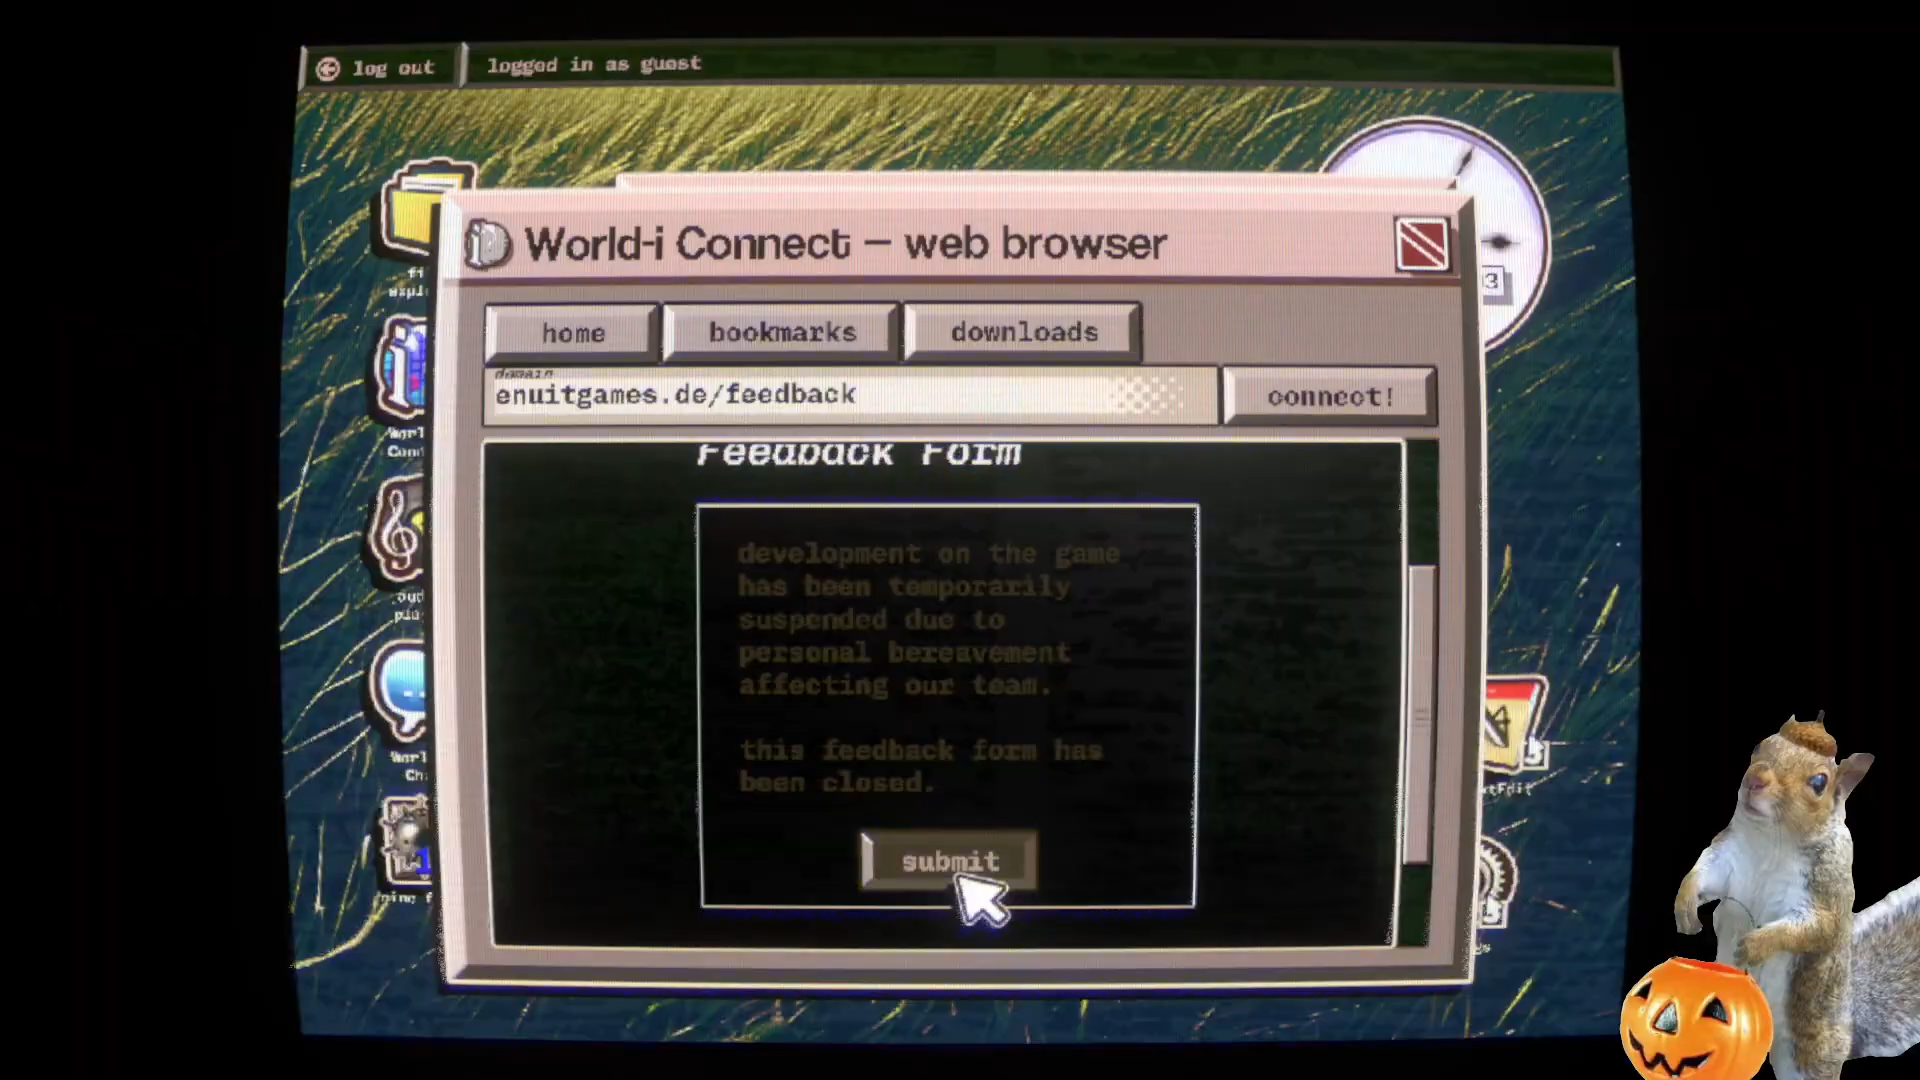 log out
logged in as guest
World-i Connect – web browser
home
bookmarks
downloads
domain
enuitgames.de/feedback
connect!
Feedback Form
development on the game
has been temporarily
suspended due to
personal bereavement
affecting our team.
this feedback form has
been closed.
submit
3